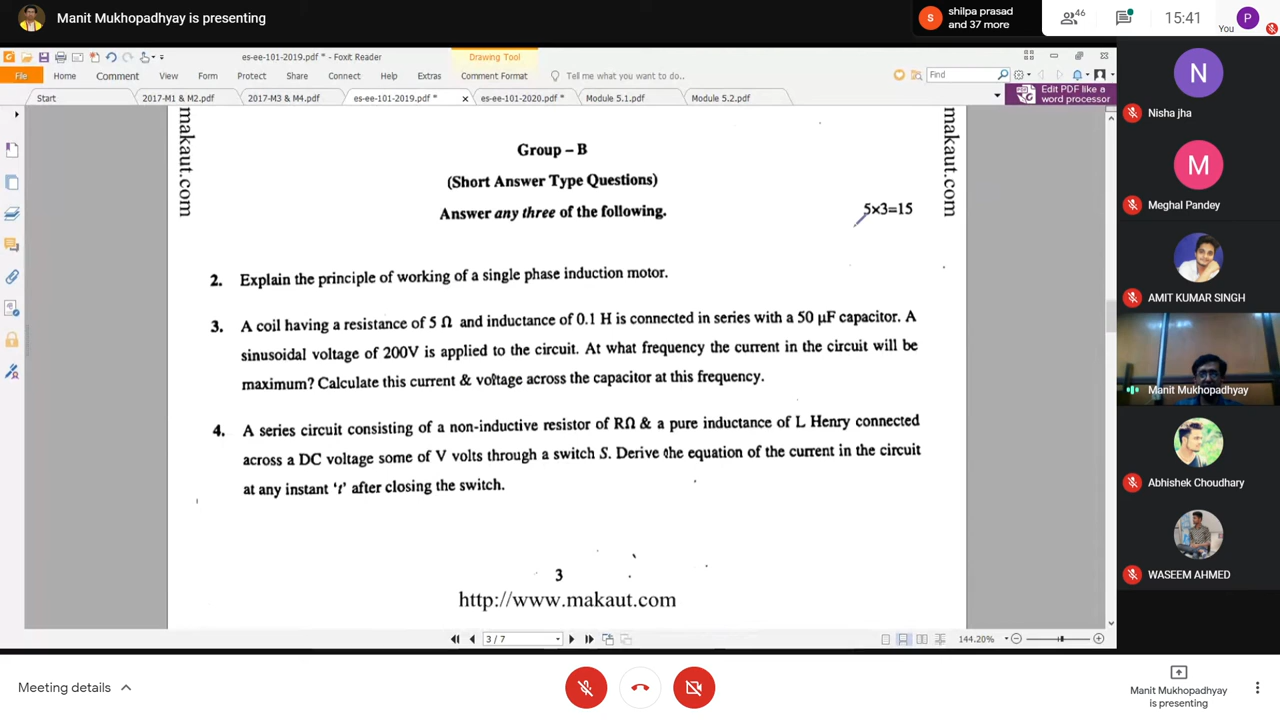 Manit Mukhopadhyay is presenting
S
shilpa prasad
and 37 more
46
15:41
You
P
es-ee-101-2019.pdf * - Foxit Reader
Drawing Tool
File
Home
Comment
View
Form
Protect
Share
Connect
Help
Extras
Comment Format
Tell me what you want to do..
Find
Start
2017-M1 & M2.pdf
2017-M3 & M4.pdf
es-ee-101-2019.pdf *
es-ee-101-2020.pdf *
Module 5.1.pdf
Module 5.2.pdf
Edit PDF like a
word processor
makaut.com
makaut.com
Group – B
(Short Answer Type Questions)
Answer any three of the following.
5×3=15
2. Explain the principle of working of a single phase induction motor.
3. A coil having a resistance of 5 Ω and inductance of 0.1 H is connected in series with a 50 μF capacitor. A
sinusoidal voltage of 200V is applied to the circuit. At what frequency the current in the circuit will be
maximum? Calculate this current & voltage across the capacitor at this frequency.
4. A series circuit consisting of a non-inductive resistor of RΩ & a pure inductance of L Henry connected
across a DC voltage some of V volts through a switch S. Derive the equation of the current in the circuit
at any instant ‘t’ after closing the switch.
3
http://www.makaut.com
3 / 7
144.20%
N
Nisha jha
M
Meghal Pandey
AMIT KUMAR SINGH
Manit Mukhopadhyay
Abhishek Choudhary
WASEEM AHMED
Meeting details
Manit Mukhopadhyay
is presenting